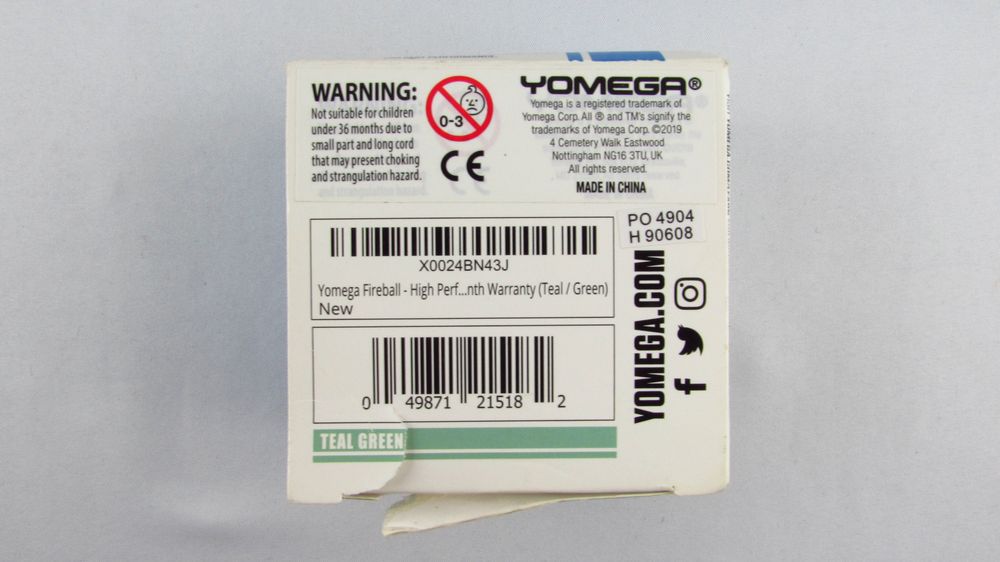 WARNING:
Not suitable for children
under 36 months due to
small part and long cord
that may present choking
and strangulation hazard.
0-3
CE
YOMEGA®
Yomega is a registered trademark of
Yomega Corp. All ® and TM's signify the
trademarks of Yomega Corp. ©2019
4 Cemetery Walk Eastwood
Nottingham NG16 3TU, UK
All rights reserved.
MADE IN CHINA
PO 4904
H 90608
X0024BN43J
Yomega Fireball - High Perf...nth Warranty (Teal / Green)
New
YOMEGA.COM
0 49871 21518 2
TEAL GREEN